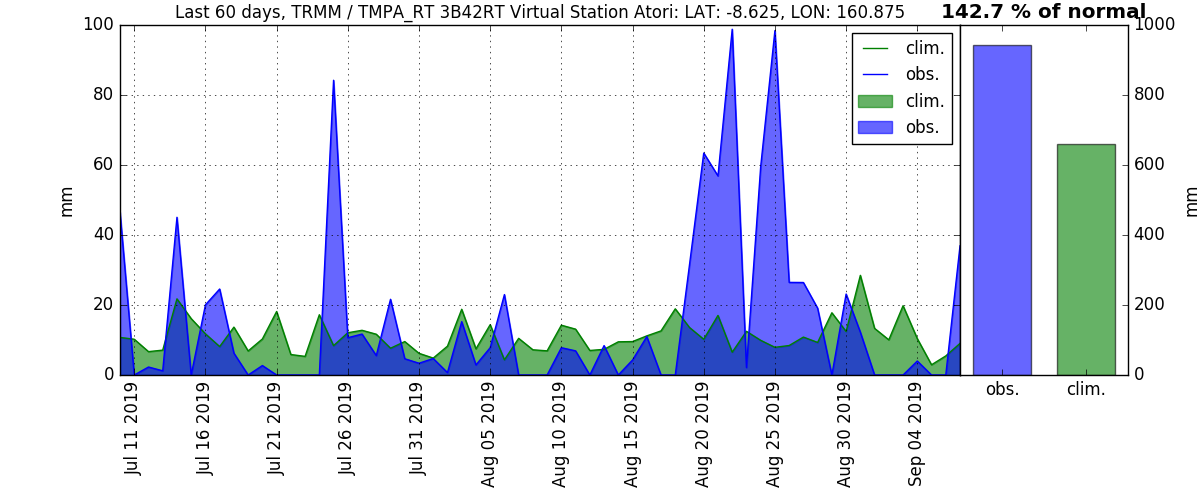 Last 60 days, TRMM / TMPA_RT 3B42RT Virtual Station Atori: LAT: -8.625, LON: 160.875
142.7 % of normal
100
80
60
40
20
0
mm
clim.
obs.
clim.
obs.
1000
800
600
400
200
0
mm
Jul 11 2019
Jul 16 2019
Jul 21 2019
Jul 26 2019
Jul 31 2019
Aug 05 2019
Aug 10 2019
Aug 15 2019
Aug 20 2019
Aug 25 2019
Aug 30 2019
Sep 04 2019
obs.
clim.